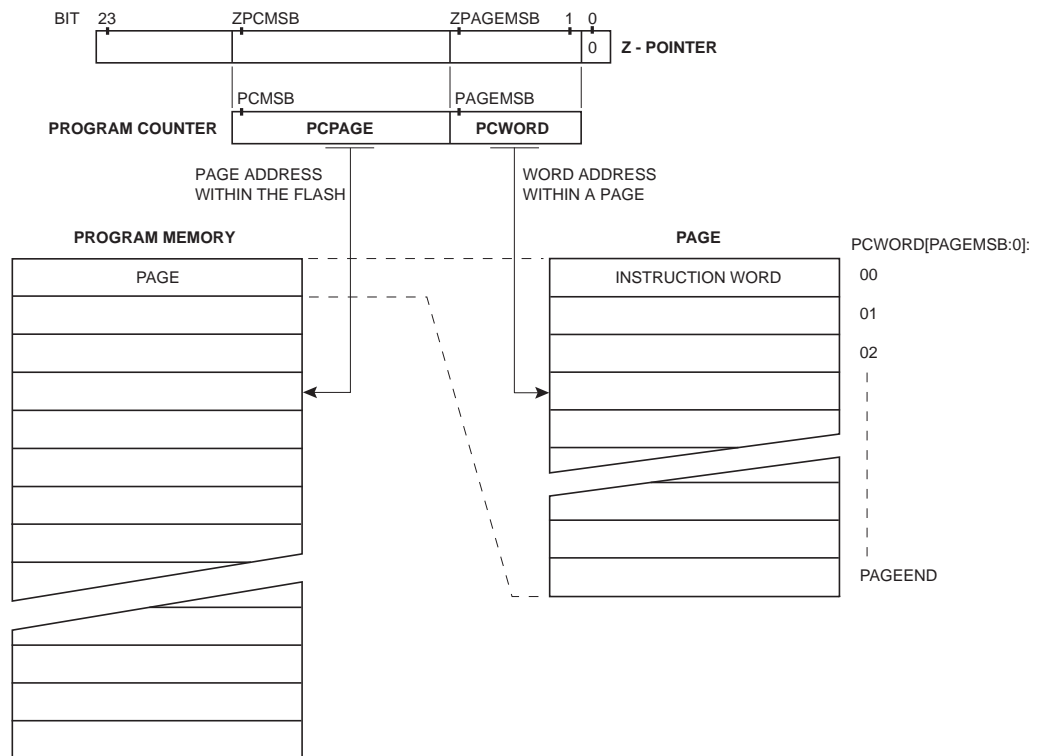 BIT 23 ZPCMSB ZPAGEMSB 1 0
0 Z - POINTER
PCMSB PAGEMSB
PROGRAM COUNTER PCPAGE PCWORD
PAGE ADDRESS
WITHIN THE FLASH
WORD ADDRESS
WITHIN A PAGE
PROGRAM MEMORY
PAGE
PCWORD[PAGEMSB:0]:
PAGE
INSTRUCTION WORD
00
01
02
PAGEEND